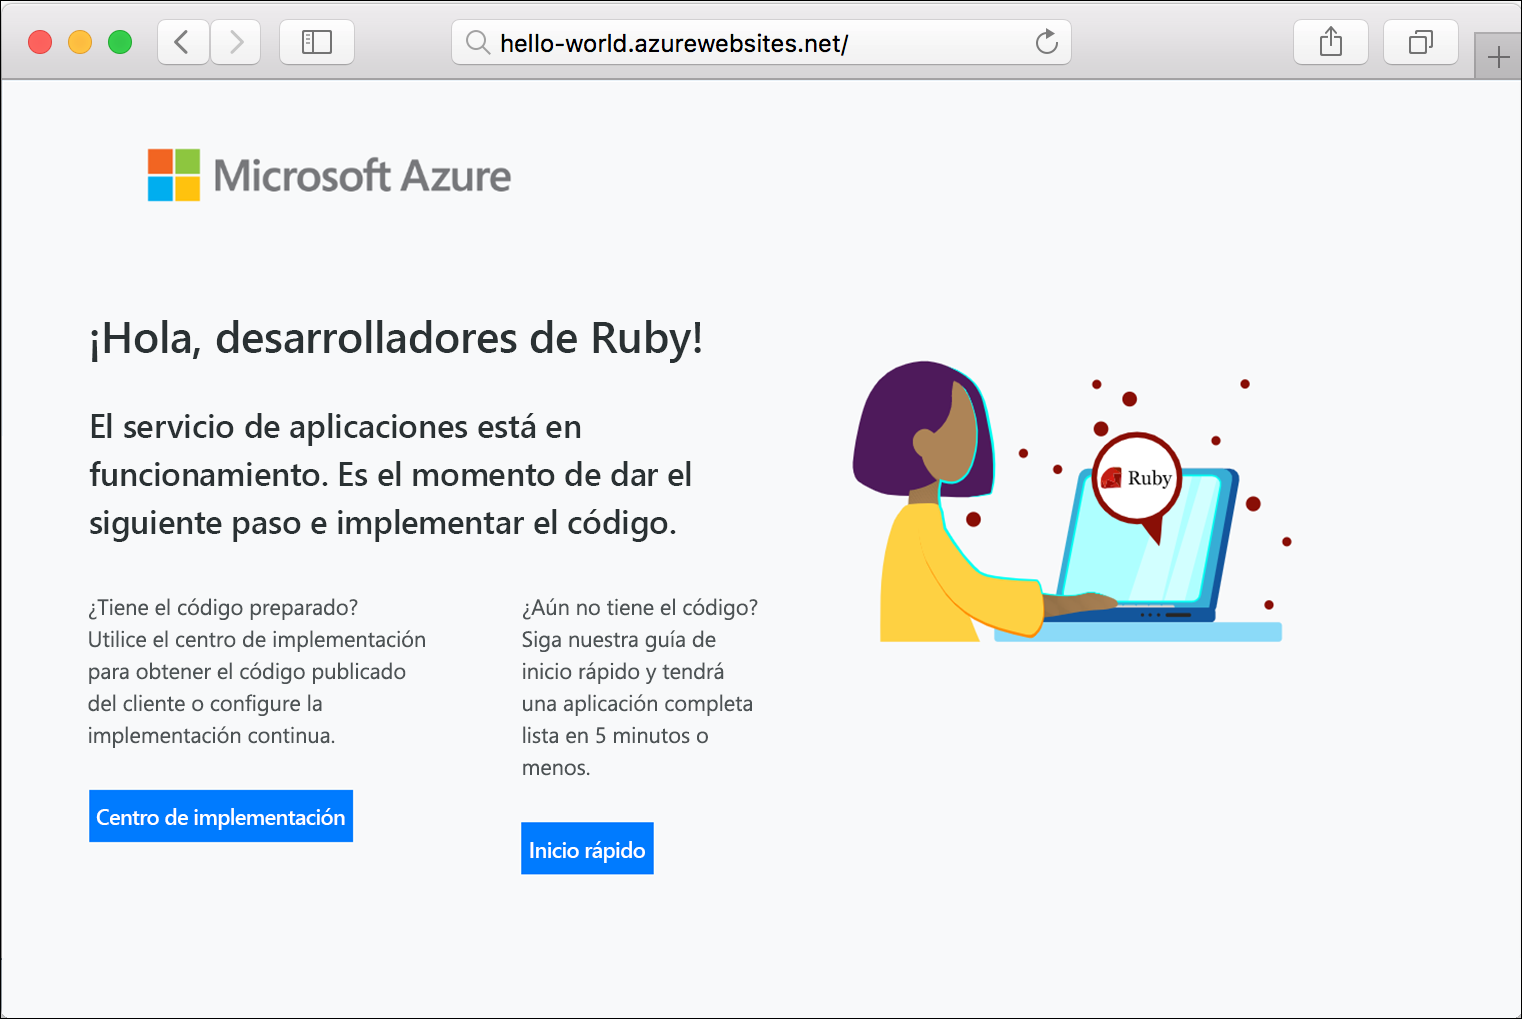 hello-world.azurewebsites.net/
Microsoft Azure
¡Hola, desarrolladores de Ruby!
El servicio de aplicaciones está en
funcionamiento. Es el momento de dar el
siguiente paso e implementar el código.
¿Tiene el código preparado?
Utilice el centro de implementación
para obtener el código publicado
del cliente o configure la
implementación continua.
Centro de implementación
¿Aún no tiene el código?
Siga nuestra guía de
inicio rápido y tendrá
una aplicación completa
lista en 5 minutos o
menos.
Inicio rápido
Ruby